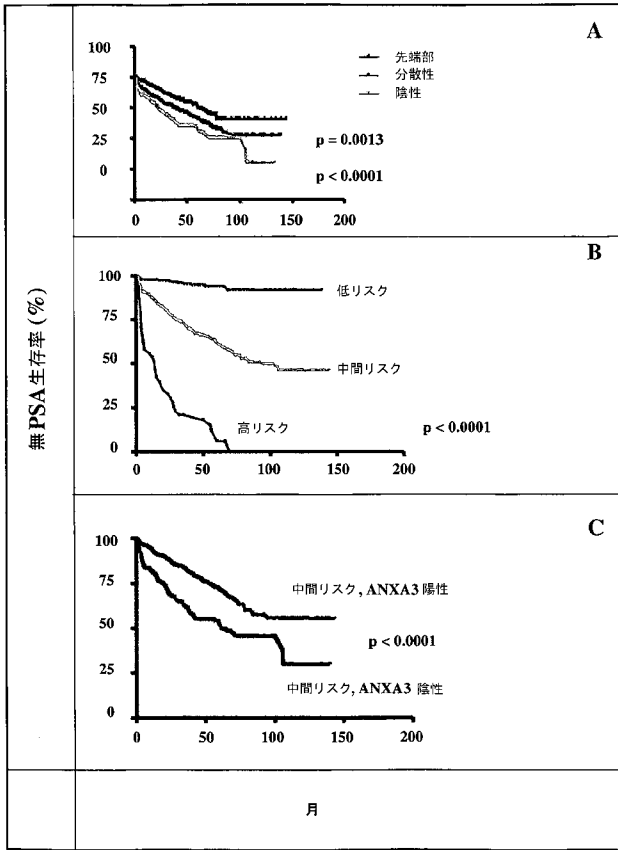 無PSA生存率(%)
A
100
75
50
25
0
先端部
分散性
陰性
p = 0.0013
p < 0.0001
0 50 100 150 200
B
100
50
0
低リスク
中間リスク
高リスク
p < 0.0001
0 50 100 150 200
C
100
75
50
25
0
中間リスク, ANXA3 陽性
p < 0.0001
中間リスク, ANXA3 陰性
0 50 100 150 200
月